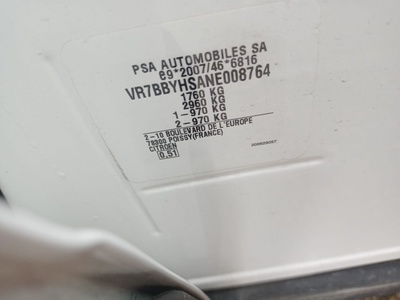 PSA AUTOMOBILES SA
e9*2007/46*6816
VR7BBYHSANE008764
1760 KG
2960 KG
1-970 KG
2-970 KG
2-10 BOULEVARD DE L'EUROPE
78300 POISSY(FRANCE)
CITROEN
0.51